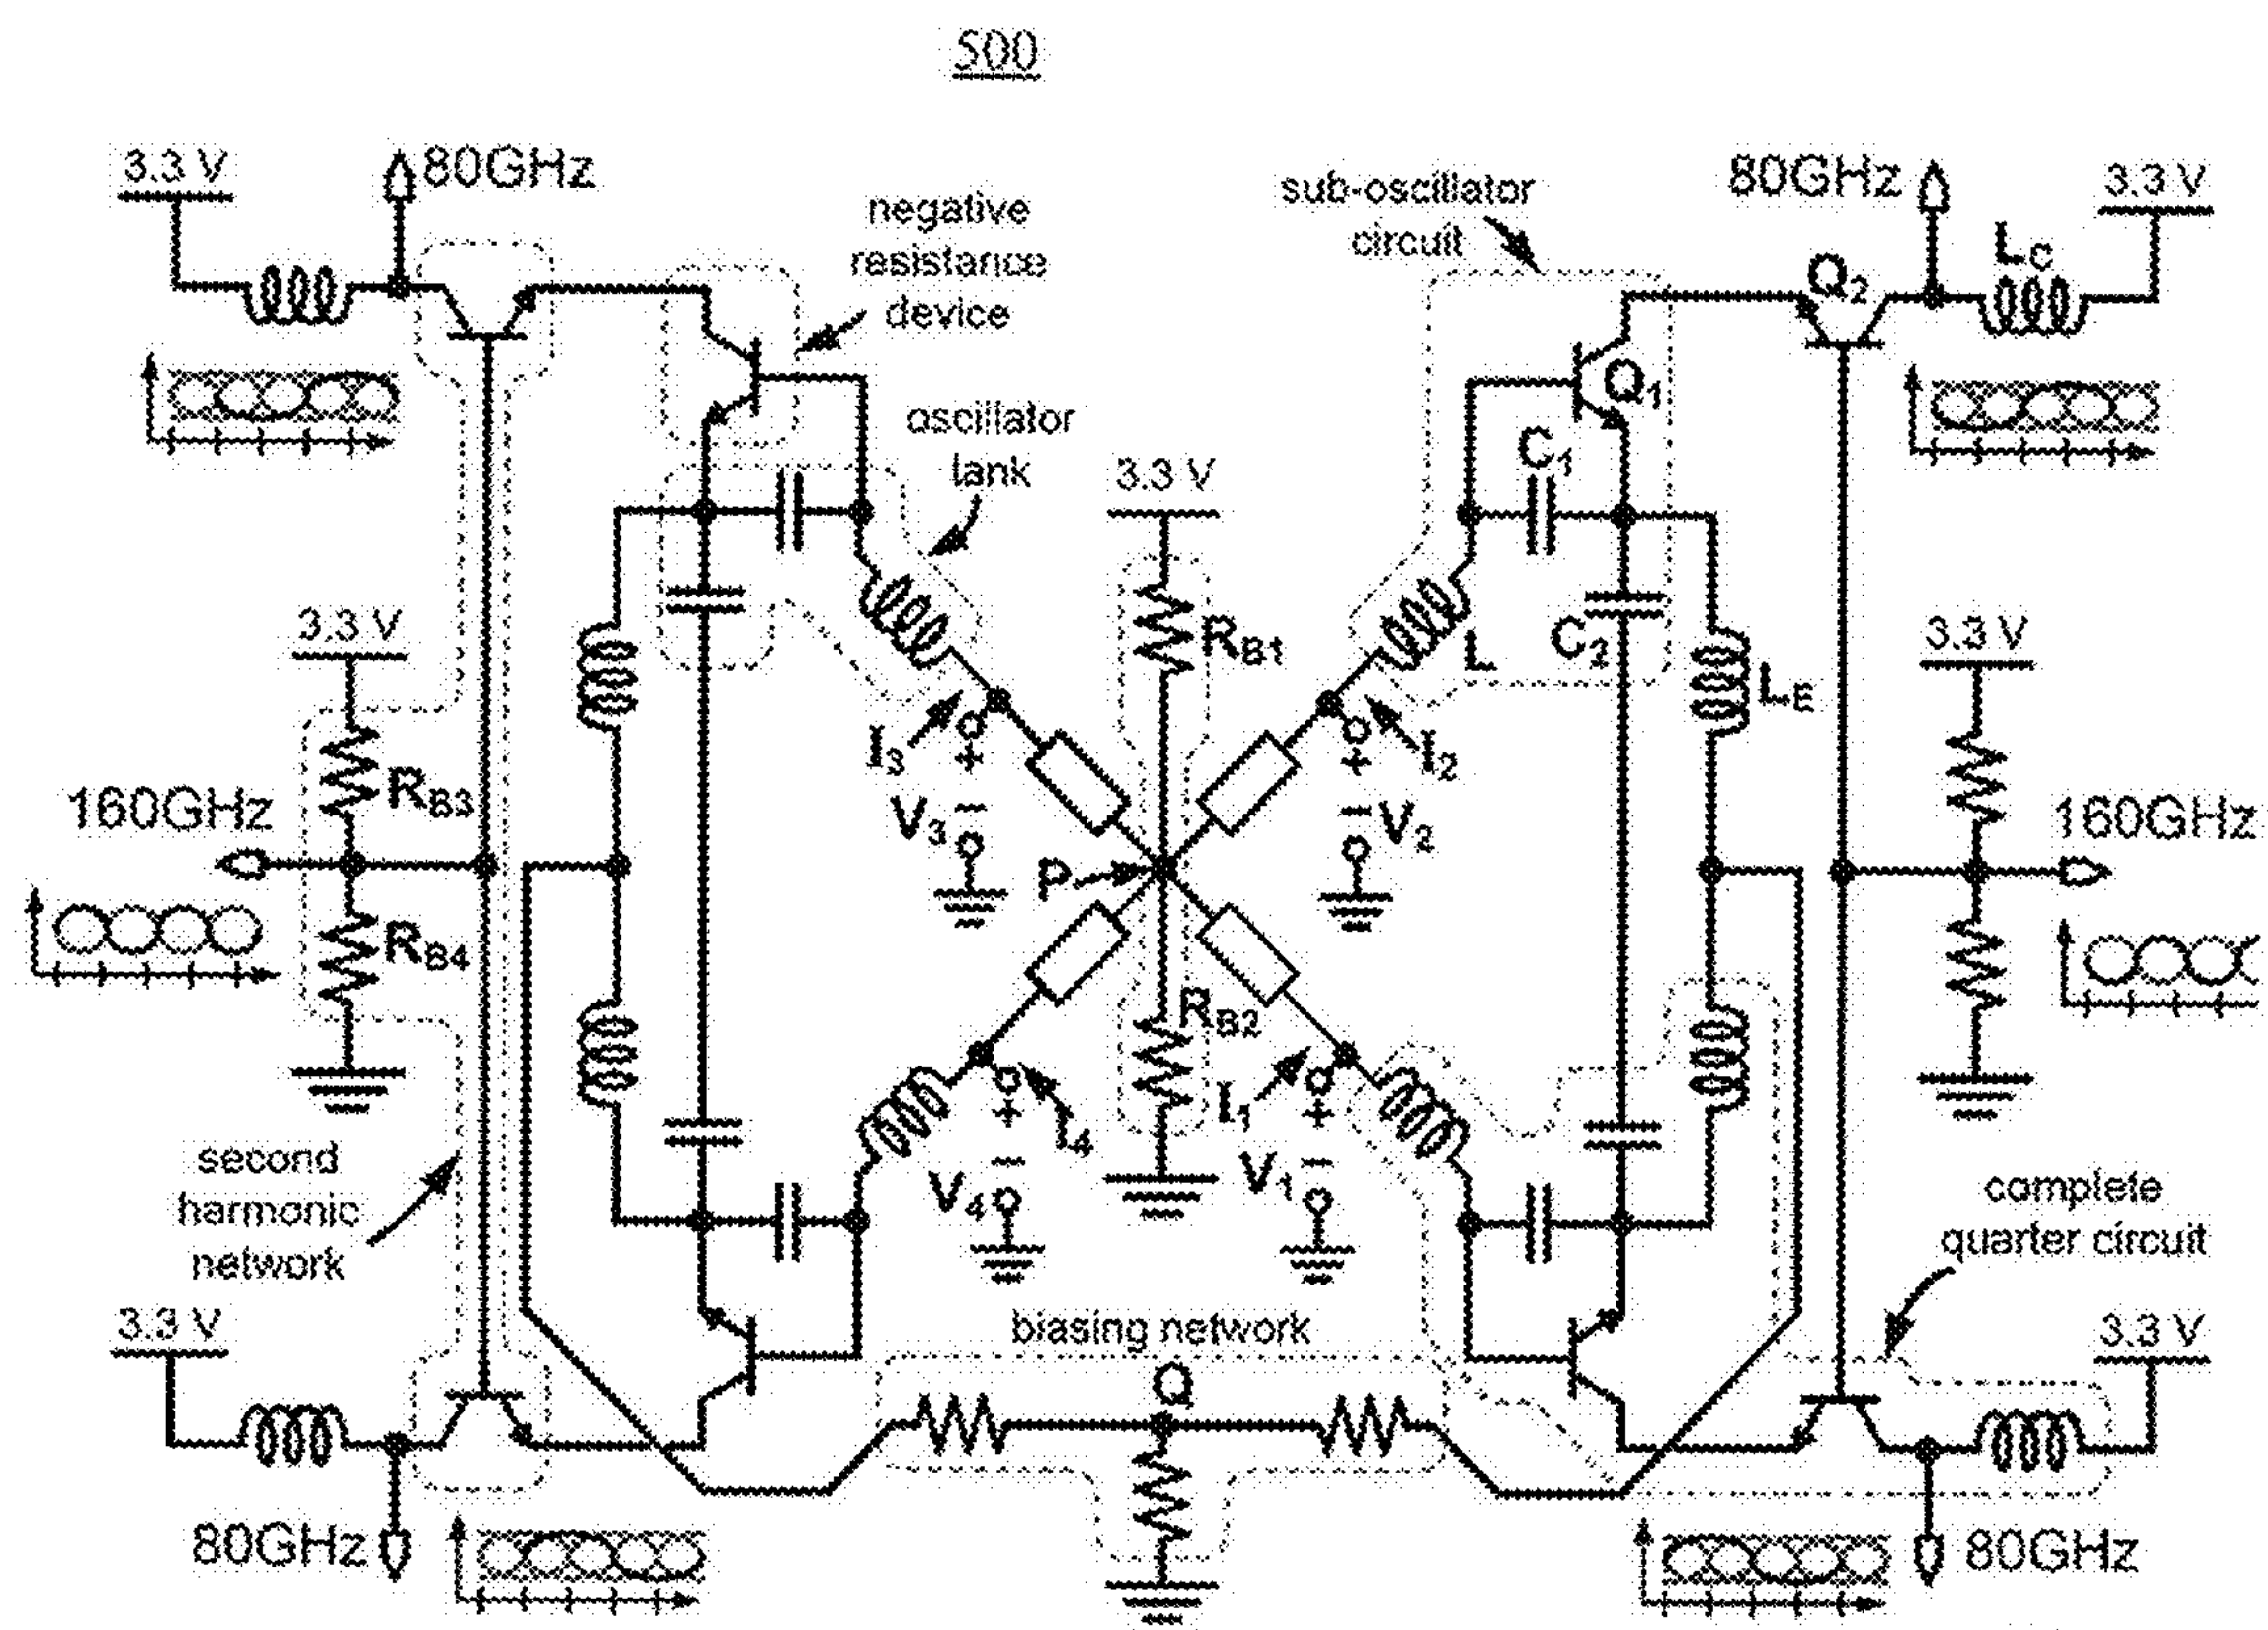 500
3.3 V
80GHz
negative
resistance
device
sub-oscillator
circuit
80GHz
3.3 V
LC
Q2
Q1
oscillator
lank
C1
3.3 V
3.3 V
RB1
L
C2
3.3 V
LE
I3
I2
RB3
160GHz
V3
V2
160GHz
P
RB4
RB2
I1
I4
second
harmonic
network
V4
V1
complete
quarter circuit
3.3 V
biasing network
3.3 V
Q
80GHz
80GHz